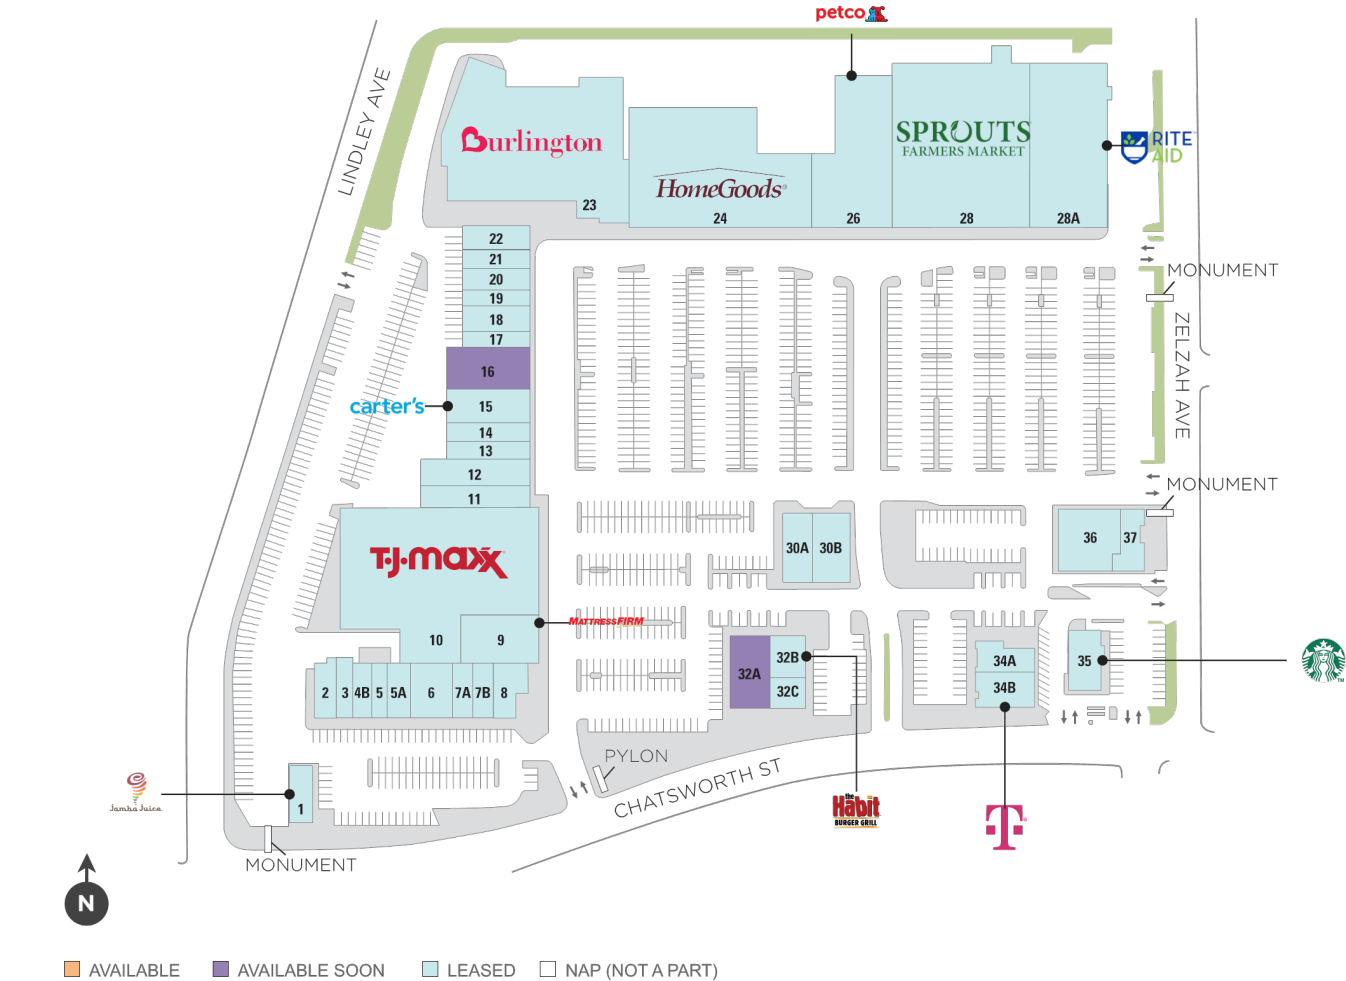 petco
LINDLEY AVE
Burlington
23
HomeGoods
24
26
SPROUTS
FARMERS MARKET
28
28A
RITE
AID
22
21
20
19
18
17
16
carter's
15
14
13
12
11
MONUMENT
ZELZAH AVE
MONUMENT
T·J·maxx
10
9
MATTRESSFIRM
30A
30B
36
37
2
3
4B
5
5A
6
7A
7B
8
32A
32B
32C
34A
34B
35
Jamba Juice
1
PYLON
CHATSWORTH ST
the
Habit
BURGER GRILL
T
MONUMENT
N
AVAILABLE
AVAILABLE SOON
LEASED
NAP (NOT A PART)